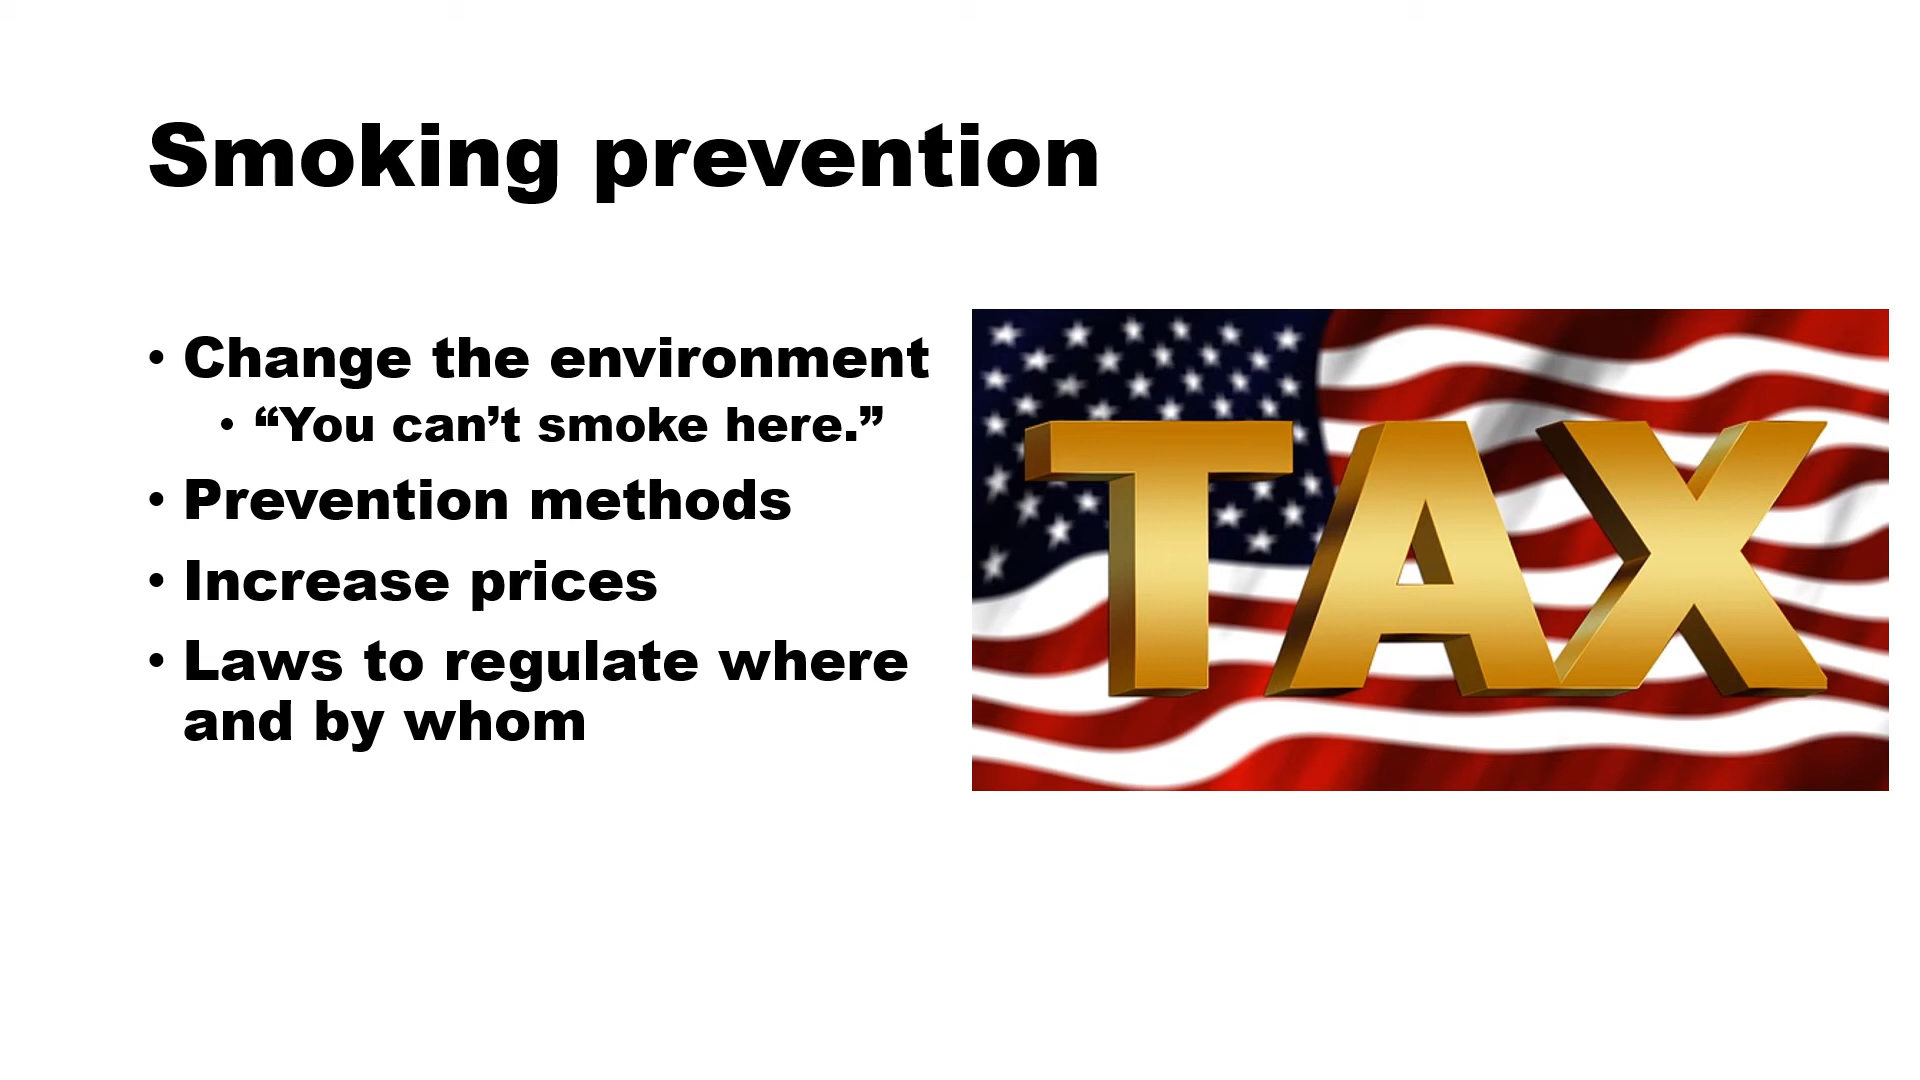 Smoking prevention
• Change the environment
• “You can’t smoke here.”
• Prevention methods
• Increase prices
• Laws to regulate where
and by whom
TAX